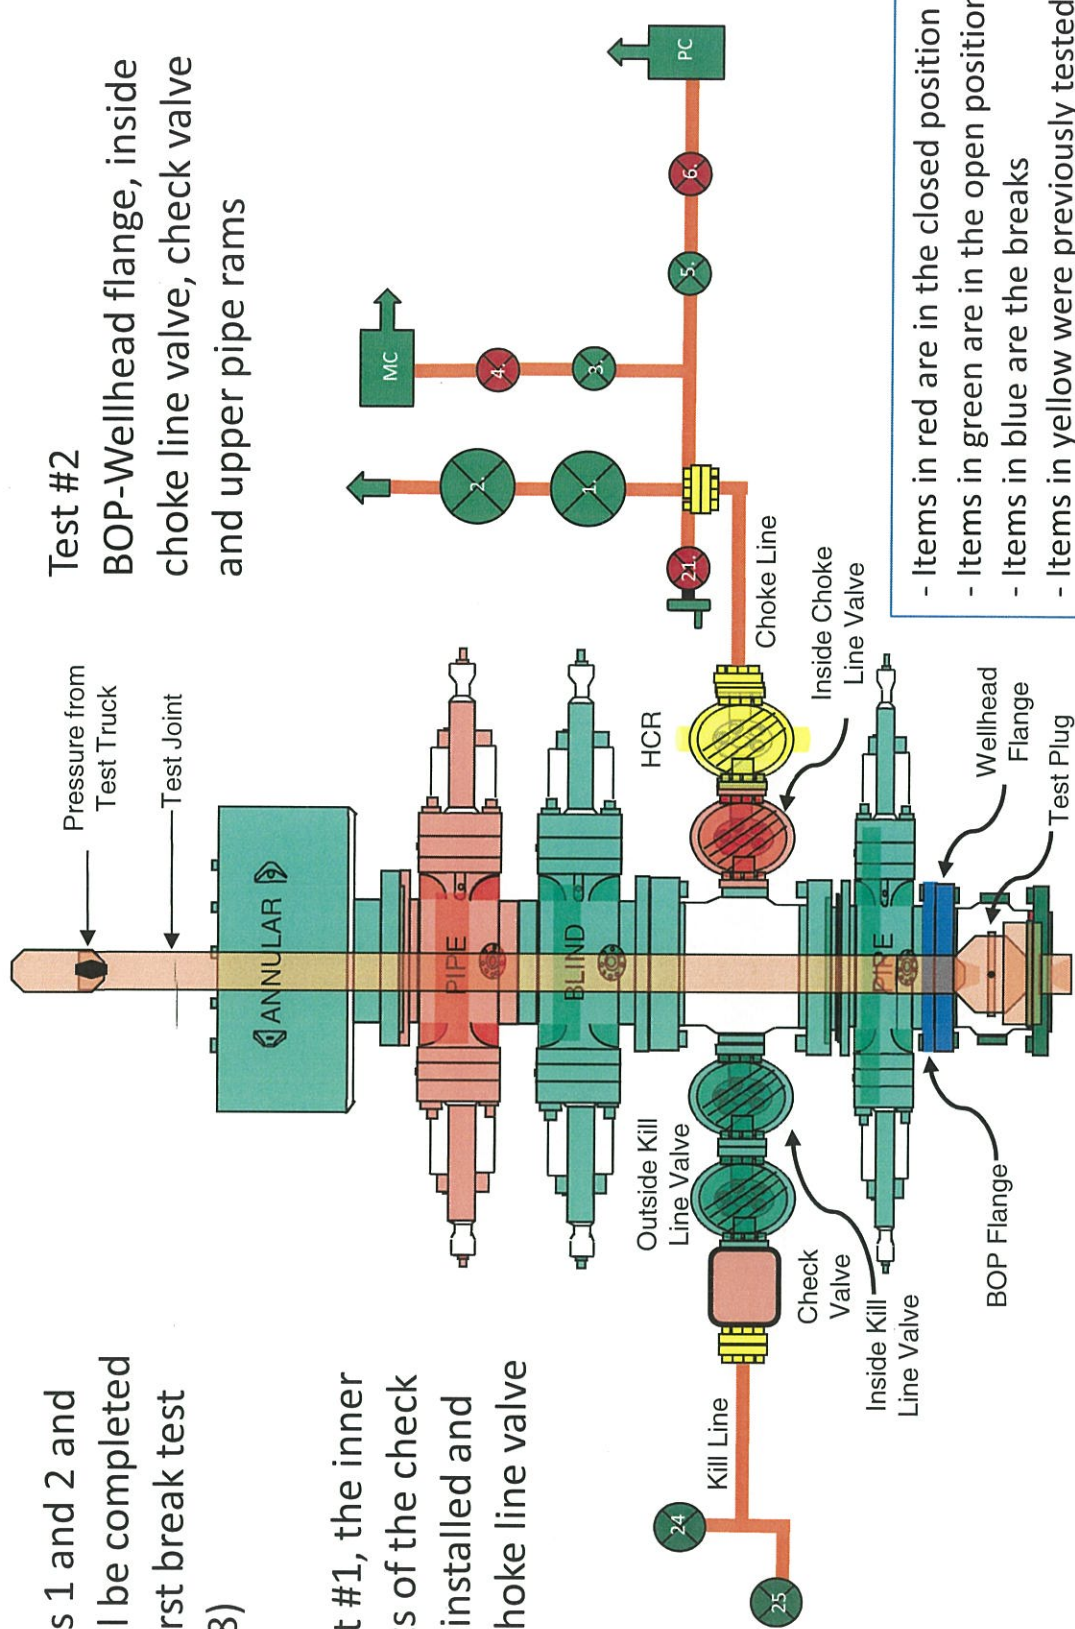 s 1 and 2 and
l be completed
rst break test
3)
t #1, the inner
s of the check
installed and
hoke line valve
Test #2
BOP-Wellhead flange, inside
choke line valve, check valve
and upper pipe rams
Pressure from
Test Truck
Test Joint
ANNULAR
PIPE
BLIND
PIPE
HCR
Choke Line
Inside Choke
Line Valve
Outside Kill
Line Valve
Check
Valve
Inside Kill
Line Valve
Kill Line
24
25
BOP Flange
Wellhead
Flange
Test Plug
MC
4.
3.
2.
1.
21.
5.
6.
PC
- Items in red are in the closed position
- Items in green are in the open position
- Items in blue are the breaks
- Items in yellow were previously tested